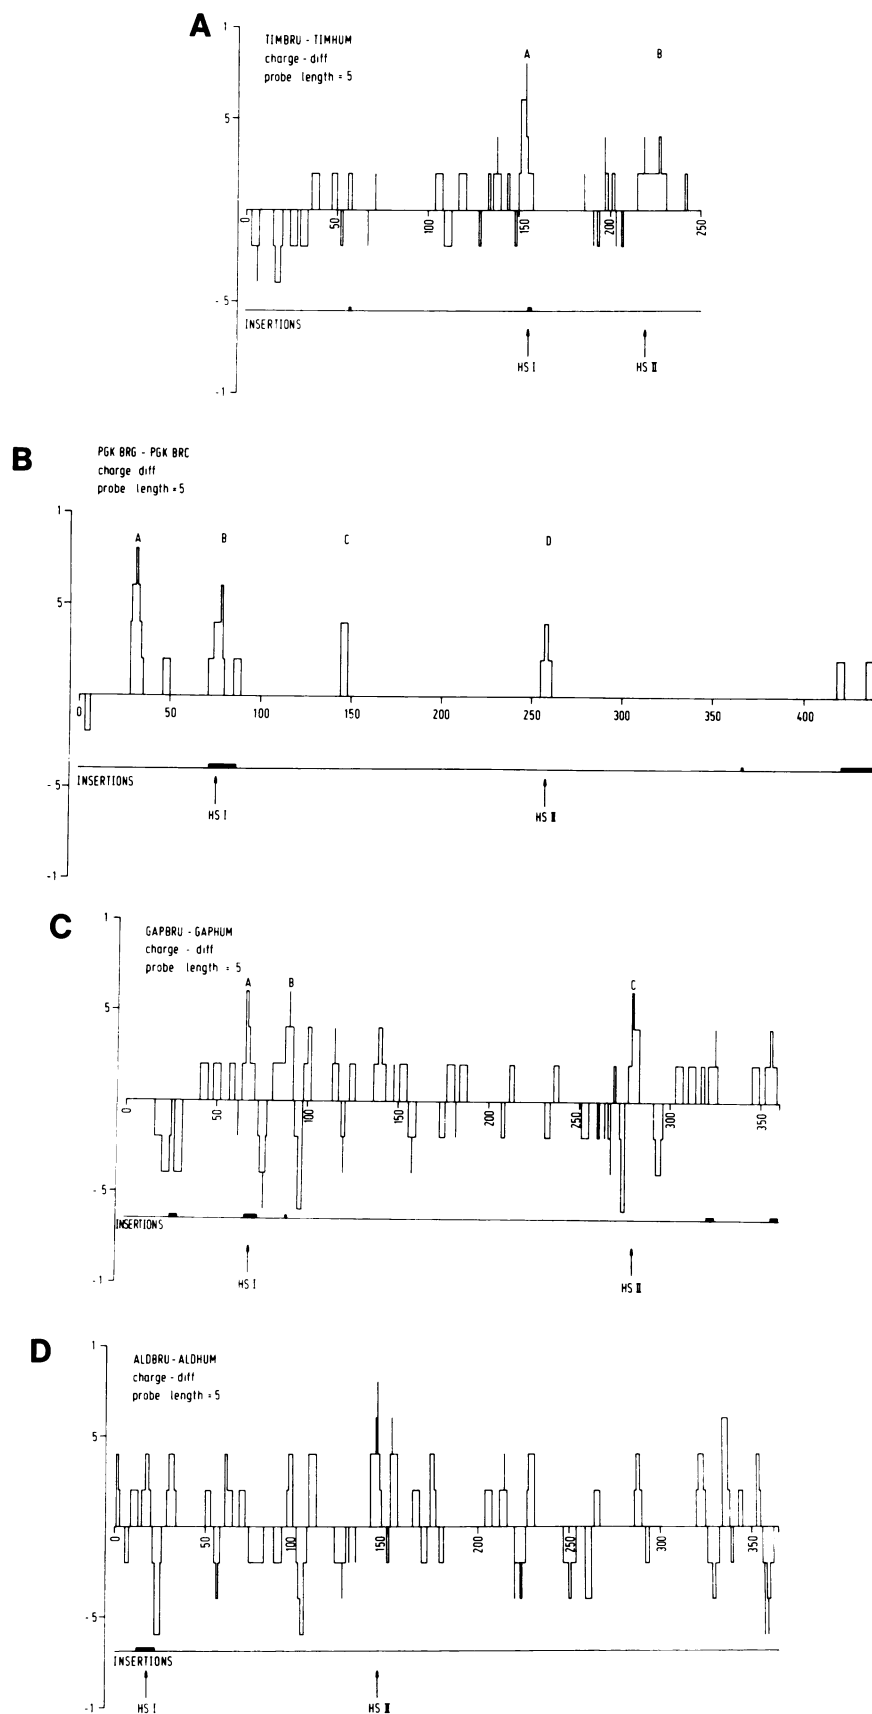 A
1
TIMBRU - TIMHUM
charge - diff
probe length = 5
A B
5
0 50 100 150 200 250
- 5
INSERTIONS
HS I HS II
-1
B
PGK BRG - PGK BRC
charge diff
probe length = 5
1
A B C D
5
0 50 100 150 200 250 300 350 400
- 5
INSERTIONS
HS I HS II
-1
C
1
GAPBRU - GAPHUM
charge - diff
probe length = 5
A B C
5
0 50 100 150 200 250 300 350
- 5
INSERTIONS
HS I HS II
-1
D
1
ALDBRU - ALDHUM
charge - diff
probe length = 5
5
0 50 100 150 200 250 300 350
- 5
INSERTIONS
HS I HS II
-1